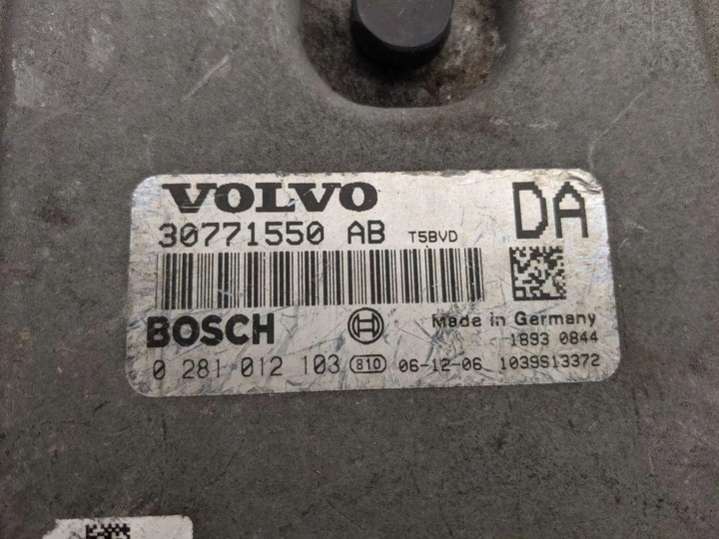 VOLVO
DA
30771550 AB T5BVD
BOSCH
Made in Germany
1893 0844
0 281 012 103 810 06-12-06 1039S13372